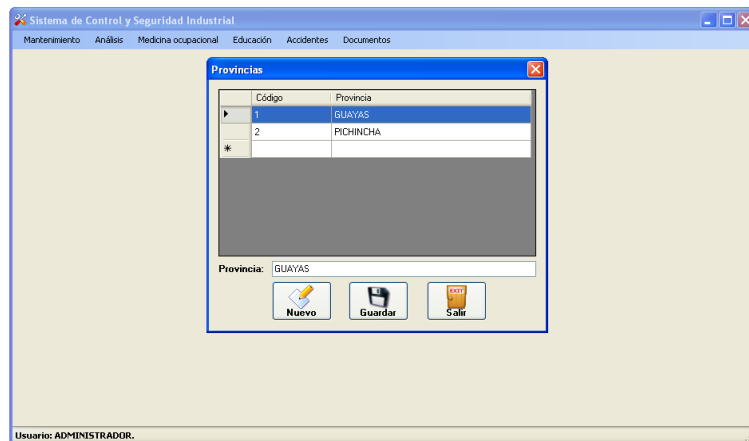 Sistema de Control y Seguridad Industrial
Mantenimiento Análisis Medicina ocupacional Educación Accidentes Documentos
Provincias
Código Provincia
1 GUAYAS
2 PICHINCHA
Provincia: GUAYAS
EXIT
Nuevo Guardar Salir
Usuario: ADMINISTRADOR.